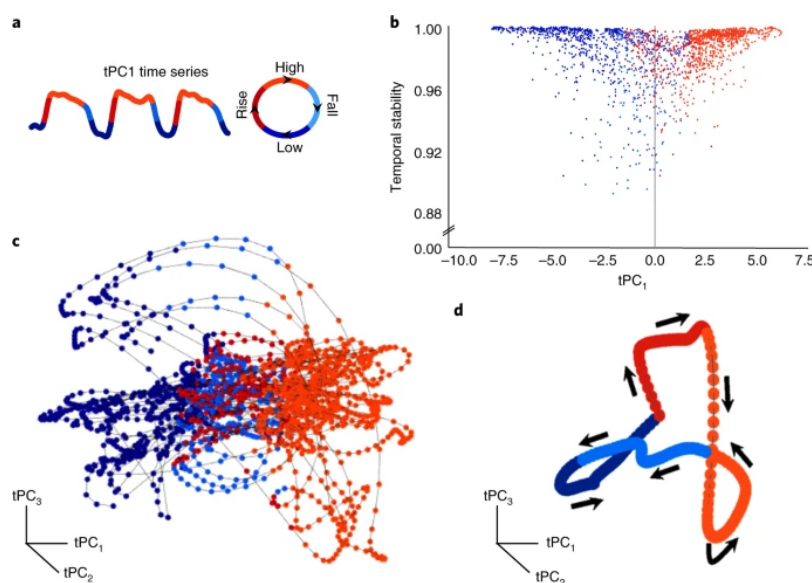 a
tPC1 time series
High
Rise
Fall
Low
b
Temporal stability
1.00
0.96
0.92
0.88
0.00
−10.0 −7.5 −5.0 −2.5 0.0 2.5 5.0 7.5
tPC1
c
tPC3
tPC1
tPC2
d
tPC3
tPC1